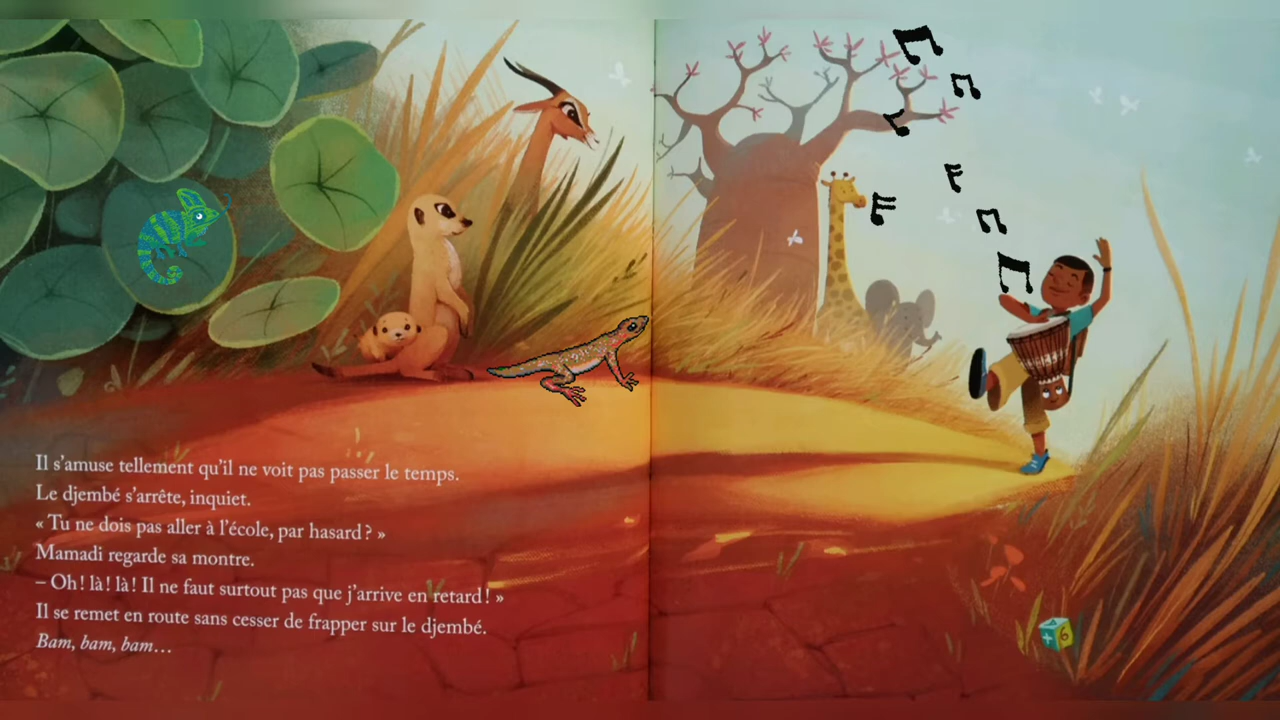 Il s'amuse tellement qu'il ne voit pas passer le temps.
Le djembé s'arrête, inquiet.
« Tu ne dois pas aller à l'école, par hasard ? »
Mamadi regarde sa montre.
– Oh ! là ! là ! Il ne faut surtout pas que j'arrive en retard ! »
Il se remet en route sans cesser de frapper sur le djembé.
Bam, bam, bam…
+ 6